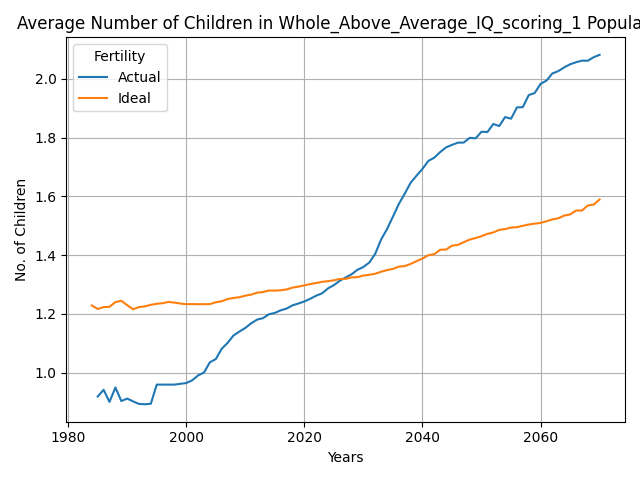 Average Number of Children in Whole_Above_Average_IQ_scoring_1 Popula
Fertility
Actual
Ideal
2.0
1.8
1.6
1.4
1.2
1.0
No. of Children
1980
2000
2020
2040
2060
Years